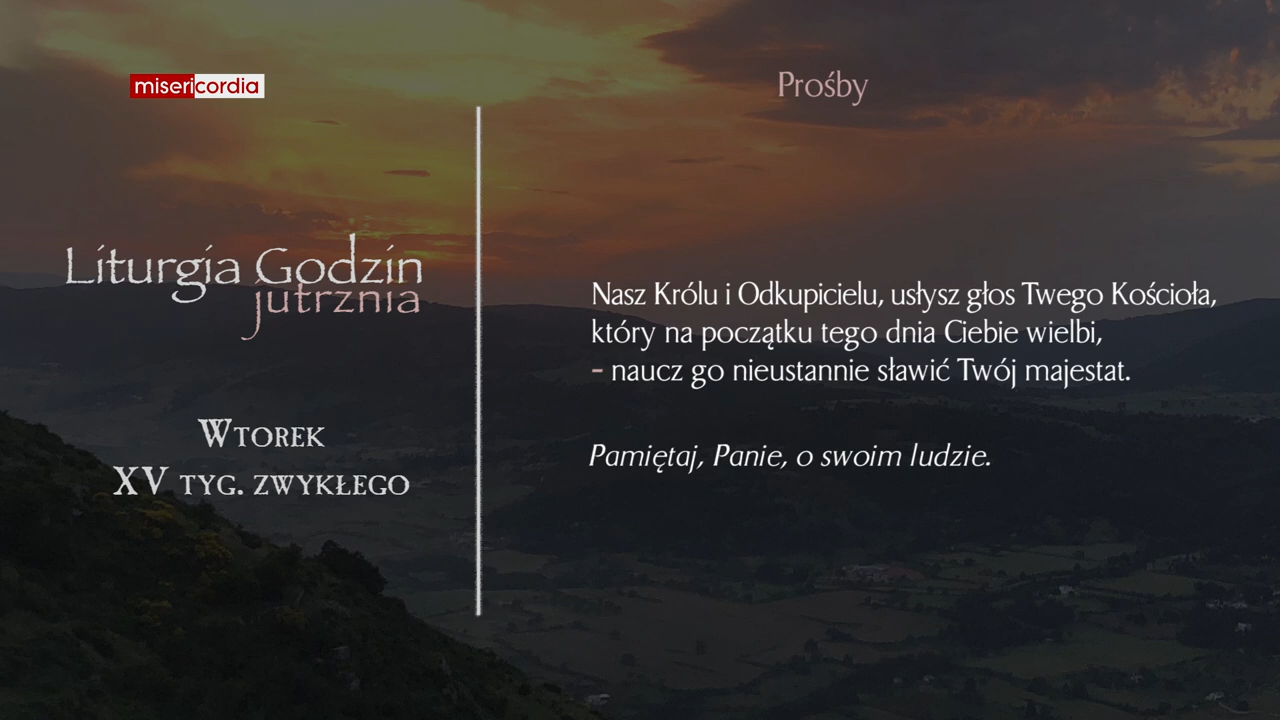 misericordia
Liturgia Godzin
jutrznia
Wtorek
XV tyg. zwykłego
Prośby
Nasz Królu i Odkupicielu, usłysz głos Twego Kościoła,
który na początku tego dnia Ciebie wielbi,
- naucz go nieustannie sławić Twój majestat.
Pamiętaj, Panie, o swoim ludzie.